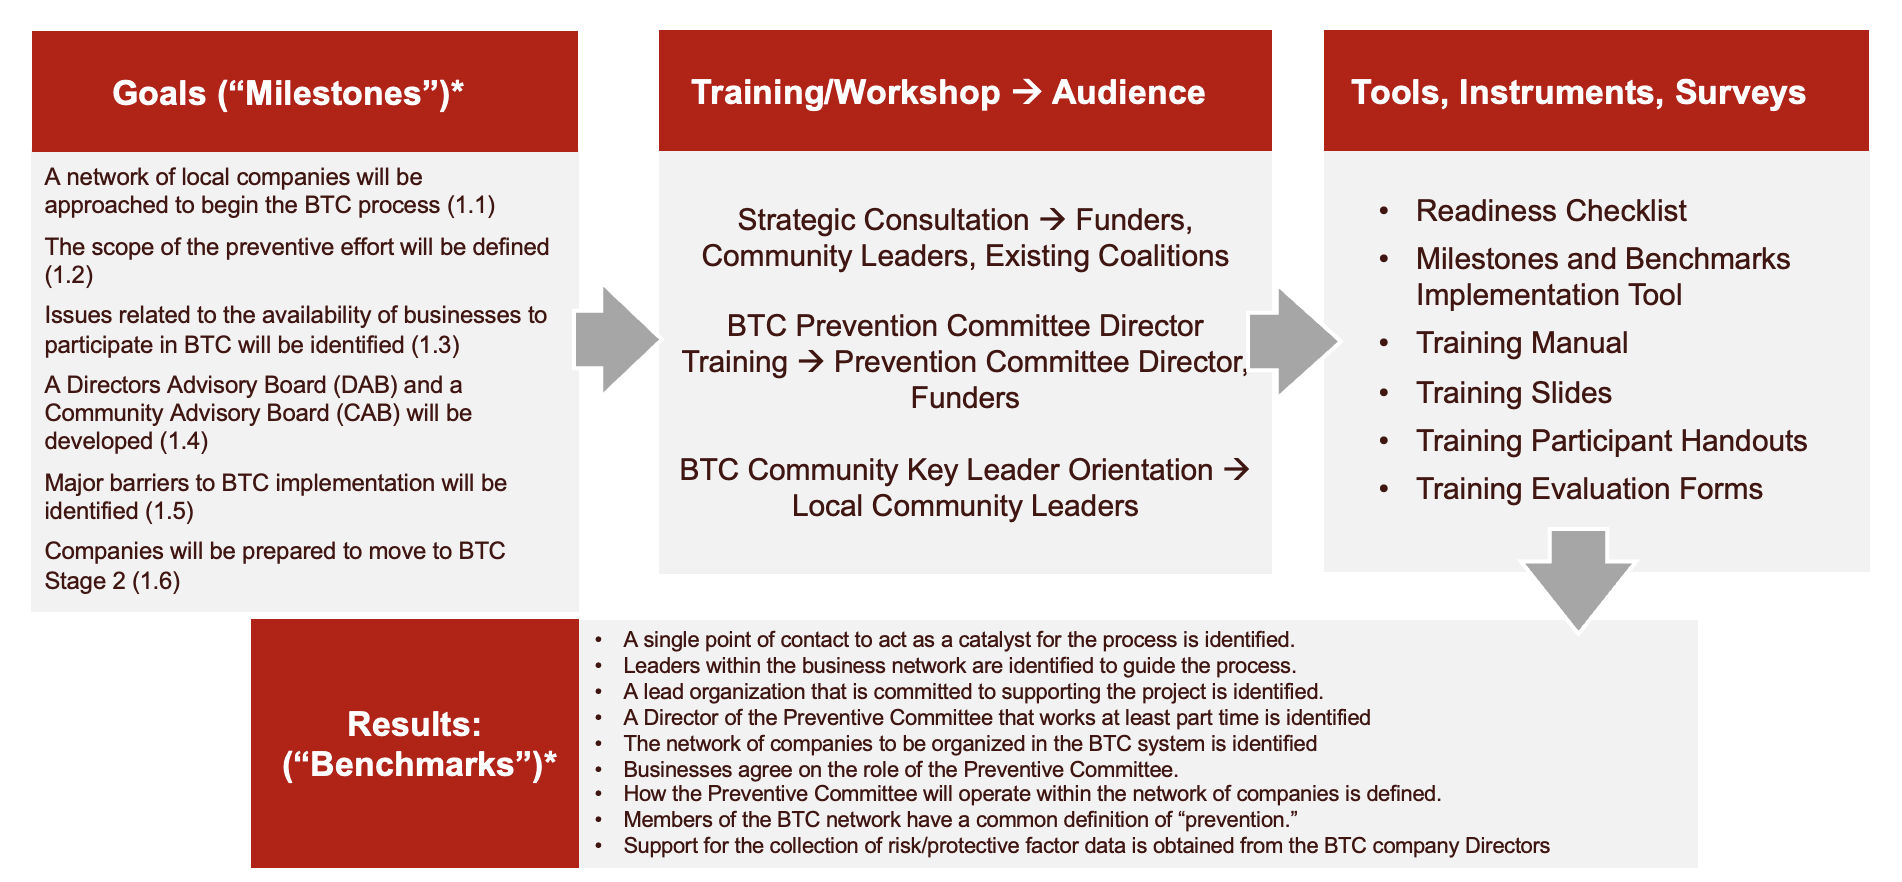 Goals (“Milestones”)*
A network of local companies will be
approached to begin the BTC process (1.1)
The scope of the preventive effort will be defined
(1.2)
Issues related to the availability of businesses to
participate in BTC will be identified (1.3)
A Directors Advisory Board (DAB) and a
Community Advisory Board (CAB) will be
developed (1.4)
Major barriers to BTC implementation will be
identified (1.5)
Companies will be prepared to move to BTC
Stage 2 (1.6)
Training/Workshop → Audience
Strategic Consultation → Funders,
Community Leaders, Existing Coalitions
BTC Prevention Committee Director
Training → Prevention Committee Director,
Funders
BTC Community Key Leader Orientation →
Local Community Leaders
Tools, Instruments, Surveys
• Readiness Checklist
• Milestones and Benchmarks
Implementation Tool
• Training Manual
• Training Slides
• Training Participant Handouts
• Training Evaluation Forms
Results:
(“Benchmarks”)*
• A single point of contact to act as a catalyst for the process is identified.
• Leaders within the business network are identified to guide the process.
• A lead organization that is committed to supporting the project is identified.
• A Director of the Preventive Committee that works at least part time is identified
• The network of companies to be organized in the BTC system is identified
• Businesses agree on the role of the Preventive Committee.
• How the Preventive Committee will operate within the network of companies is defined.
• Members of the BTC network have a common definition of “prevention.”
• Support for the collection of risk/protective factor data is obtained from the BTC company Directors